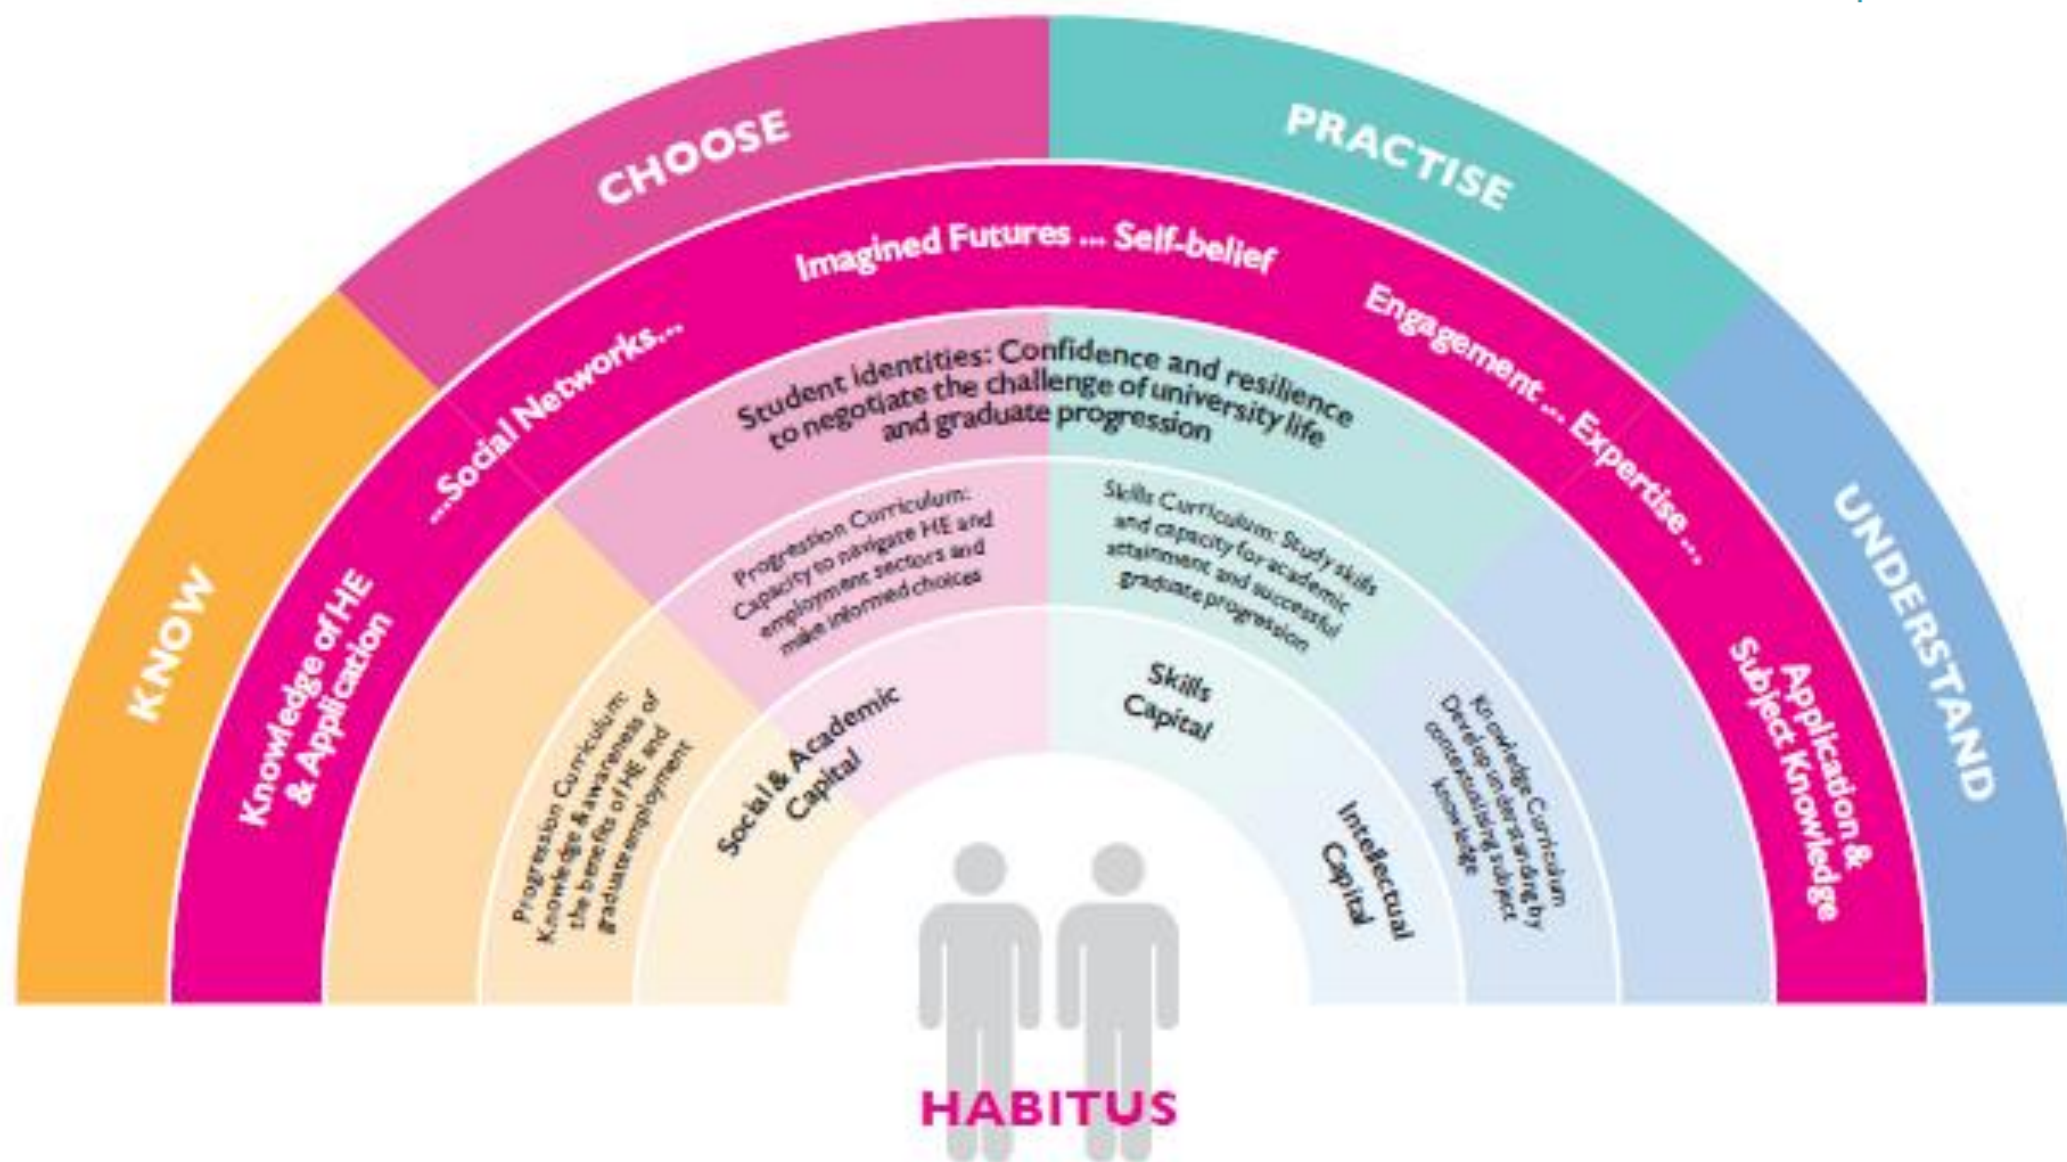 KNOW
CHOOSE
PRACTISE
UNDERSTAND
Knowledge of HE
& Application
...Social Networks...
Imagined Futures ... Self-belief
Engagement ... Expertise ...
Application &
Subject Knowledge
Student identities: Confidence and resilience
to negotiate the challenge of university life
and graduate progression
Progression Curriculum:
Knowledge & awareness of
the benefits of HE and
graduate employment
Progression Curriculum:
Capacity to navigate HE and
employment sectors and
make informed choices
Skills Curriculum: Study skills
and capacity for academic
attainment and successful
graduate progression
Knowledge Curriculum
Develop understanding by
contextualising subject
knowledge
Social & Academic
Capital
Skills
Capital
Intellectual
Capital
HABITUS